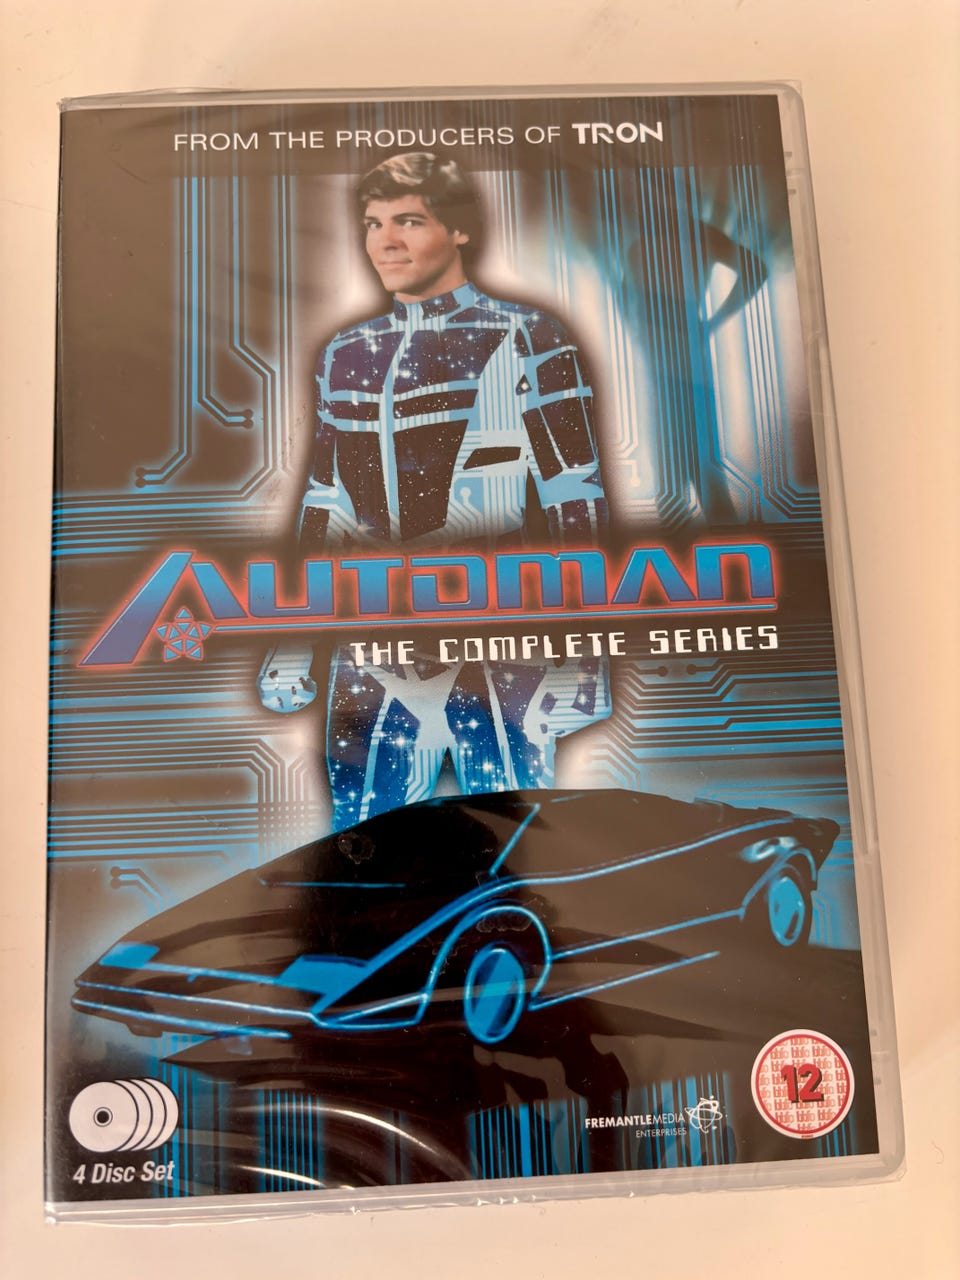 FROM THE PRODUCERS OF TRON
AUTOMAN
THE COMPLETE SERIES
4 Disc Set
FREMANTLEMEDIA
ENTERPRISES
12